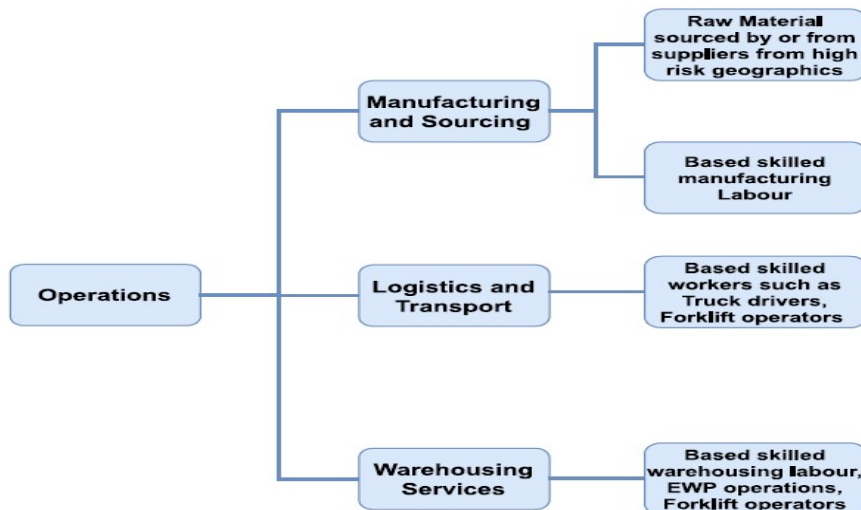 Raw Material
sourced by or from
suppliers from high
risk geographics
Manufacturing
and Sourcing
Based skilled
manufacturing
Labour
Operations
Logistics and
Transport
Based skilled
workers such as
Truck drivers,
Forklift operators
Warehousing
Services
Based skilled
warehousing labour,
EWP operations,
Forklift operators